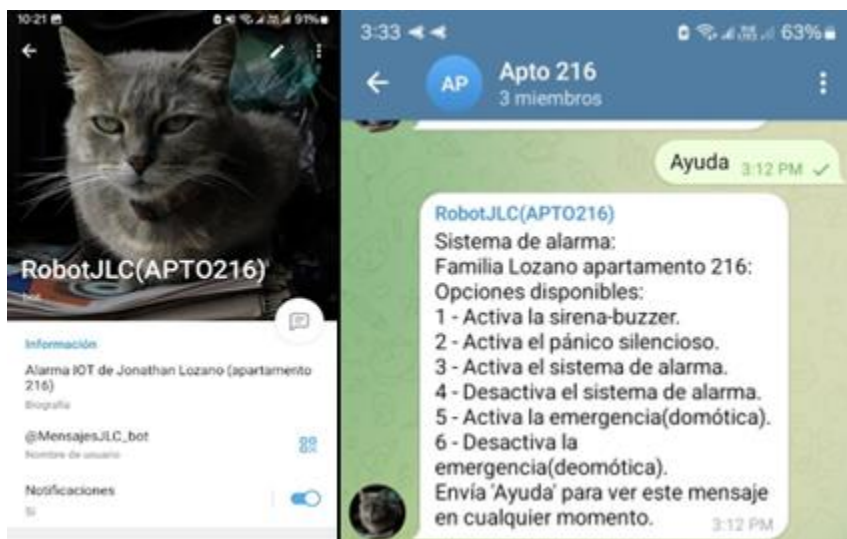 10:21
91%
RobotJLC(APTO216)
bot
Información
Alarma IOT de Jonathan Lozano (apartamento
216)
Biografía
@MensajesJLC_bot
Nombre de usuario
Notificaciones
Sí
3:33
63%
AP
Apto 216
3 miembros
Ayuda 3:12 PM
RobotJLC(APTO216)
Sistema de alarma:
Familia Lozano apartamento 216:
Opciones disponibles:
1 - Activa la sirena-buzzer.
2 - Activa el pánico silencioso.
3 - Activa el sistema de alarma.
4 - Desactiva el sistema de alarma.
5 - Activa la emergencia(domótica).
6 - Desactiva la
emergencia(deomótica).
Envía 'Ayuda' para ver este mensaje
en cualquier momento.
3:12 PM